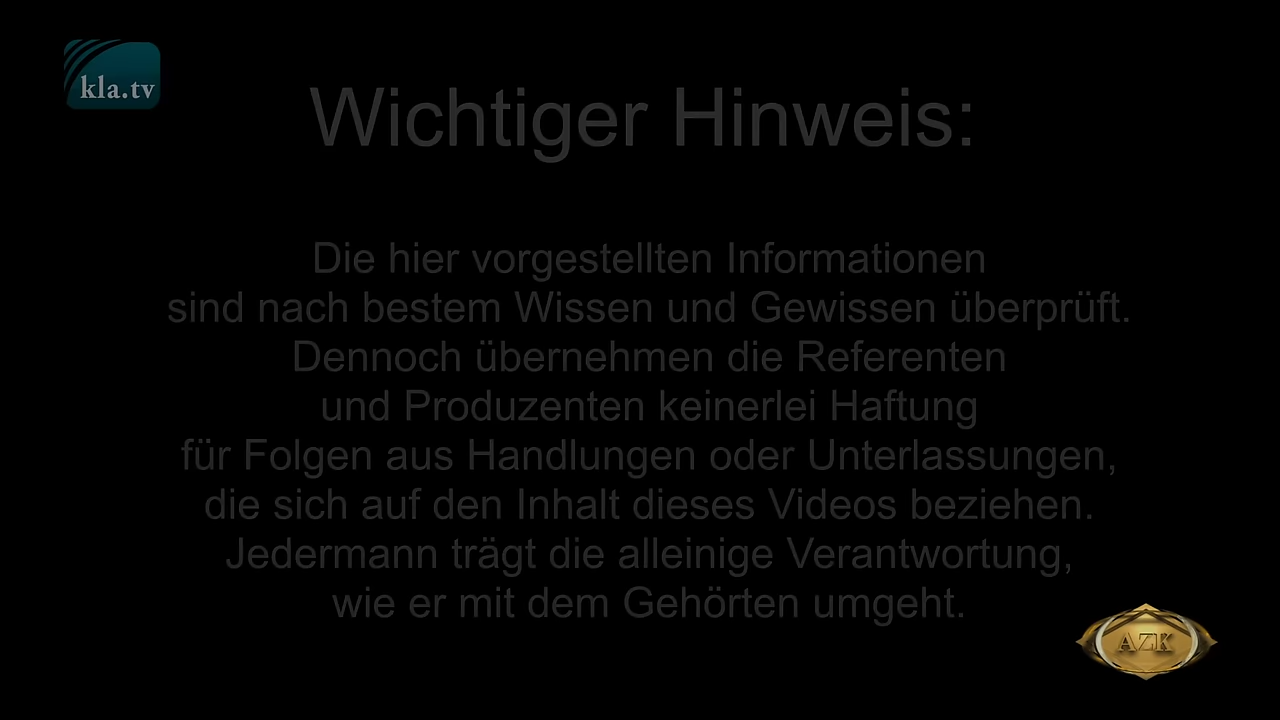 kla.tv
Wichtiger Hinweis:
Die hier vorgestellten Informationen
sind nach bestem Wissen und Gewissen überprüft.
Dennoch übernehmen die Referenten
und Produzenten keinerlei Haftung
für Folgen aus Handlungen oder Unterlassungen,
die sich auf den Inhalt dieses Videos beziehen.
Jedermann trägt die alleinige Verantwortung,
wie er mit dem Gehörten umgeht.
AZK